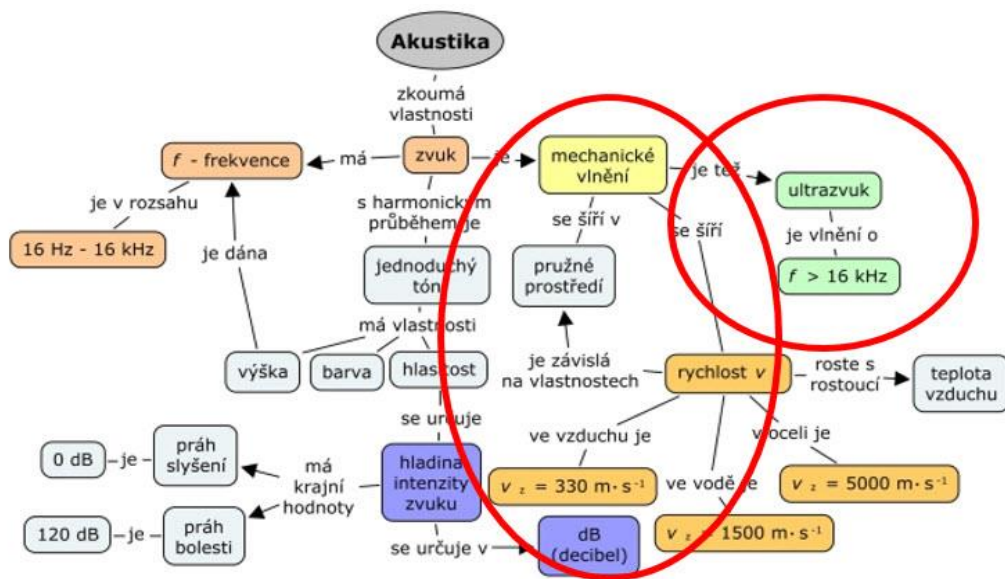 Akustika
zkoumá
vlastnosti
f - frekvence
má
zvuk
je
mechanické
vlnění
je též
ultrazvuk
je v rozsahu
s harmonickým
průběhem je
se šíří v
se šíří
je vlnění o
16 Hz - 16 kHz
je dána
jednoduchý
tón
pružné
prostředí
f > 16 kHz
má vlastnosti
výška
barva
hlasitost
je závislá
na vlastnostech
rychlost v
roste s
rostoucí
teplota
vzduchu
se určuje
ve vzduchu je
v oceli je
0 dB
je
práh
slyšení
má
krajní
hodnoty
hladina
intenzity
zvuku
v z = 330 m·s⁻¹
ve vodě je
v z = 5000 m·s⁻¹
120 dB
je
práh
bolesti
se určuje v
dB
(decibel)
v z = 1500 m·s⁻¹